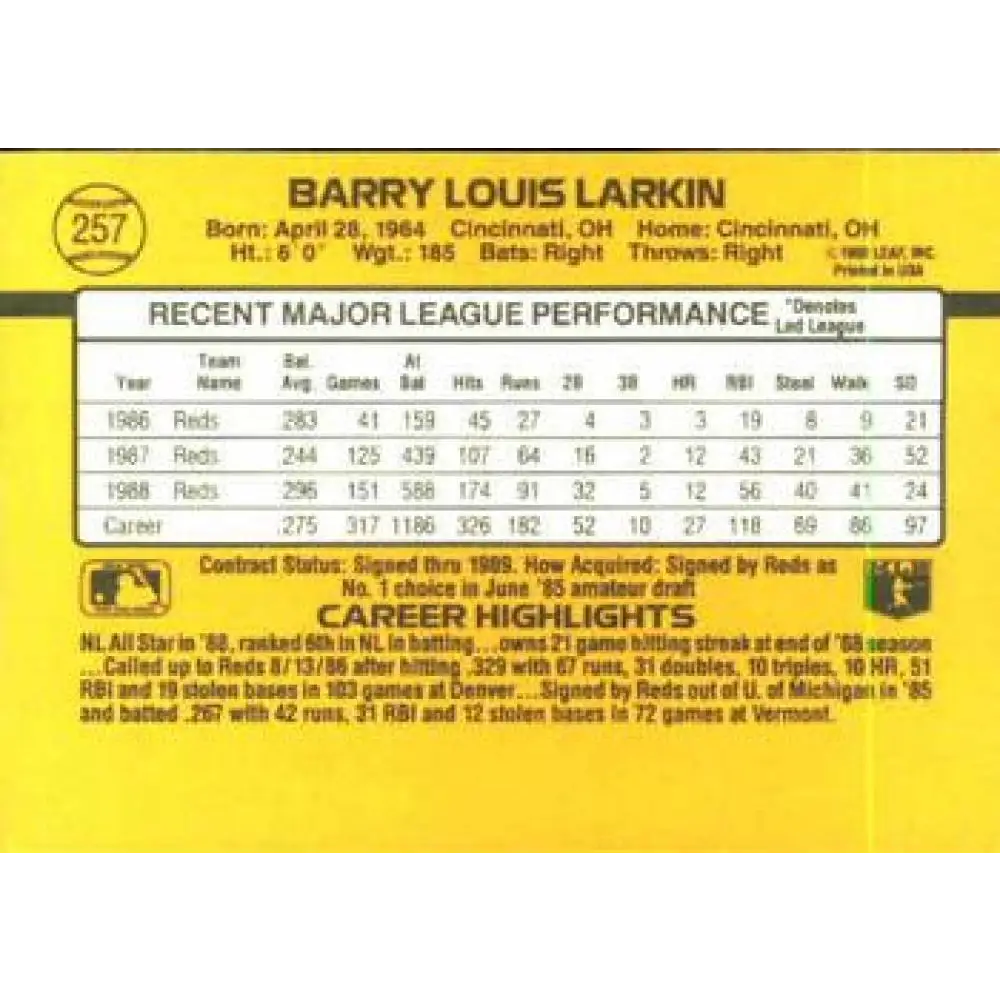 257
BARRY LOUIS LARKIN
Born: April 28, 1964 Cincinnati, OH Home: Cincinnati, OH
Ht.: 6' 0" Wgt.: 185 Bats: Right Throws: Right
LEAF, INC
Printed in USA
RECENT MAJOR LEAGUE PERFORMANCE *Denotes Led League
Year Team Name Bat. Avg. Games At Bat Hits Runs 2B 3B HR RBI Steal Walk SO
1986 Reds .283 41 159 45 27 4 3 3 19 8 9 21
1987 Reds .244 125 439 107 64 16 2 12 43 21 36 52
1988 Reds .296 151 588 174 91 32 5 12 56 40 41 24
Career .275 317 1186 326 182 52 10 27 118 69 86 97
Contract Status: Signed thru 1989. How Acquired: Signed by Reds as
No. 1 choice in June '85 amateur draft
CAREER HIGHLIGHTS
NL All Star in '88, ranked 6th in NL in batting...owns 21 game hitting streak at end of '88 season
...Called up to Reds 8/13/86 after hitting .329 with 67 runs, 31 doubles, 10 triples, 10 HR, 51
RBI and 19 stolen bases in 103 games at Denver...Signed by Reds out of U. of Michigan in '85
and batted .267 with 42 runs, 31 RBI and 12 stolen bases in 72 games at Vermont.